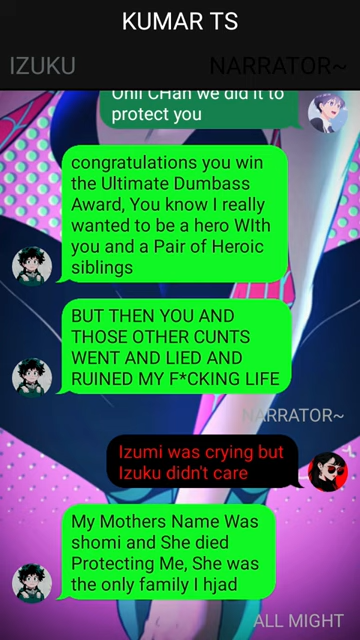 KUMAR TS
IZUKU
NARRATOR~
Onii CHan we did it to
protect you
congratulations you win
the Ultimate Dumbass
Award, You know I really
wanted to be a hero WIth
you and a Pair of Heroic
siblings
BUT THEN YOU AND
THOSE OTHER CUNTS
WENT AND LIED AND
RUINED MY F*CKING LIFE
NARRATOR~
Izumi was crying but
Izuku didn't care
My Mothers Name Was
shomi and She died
Protecting Me, She was
the only family I hjad
ALL MIGHT